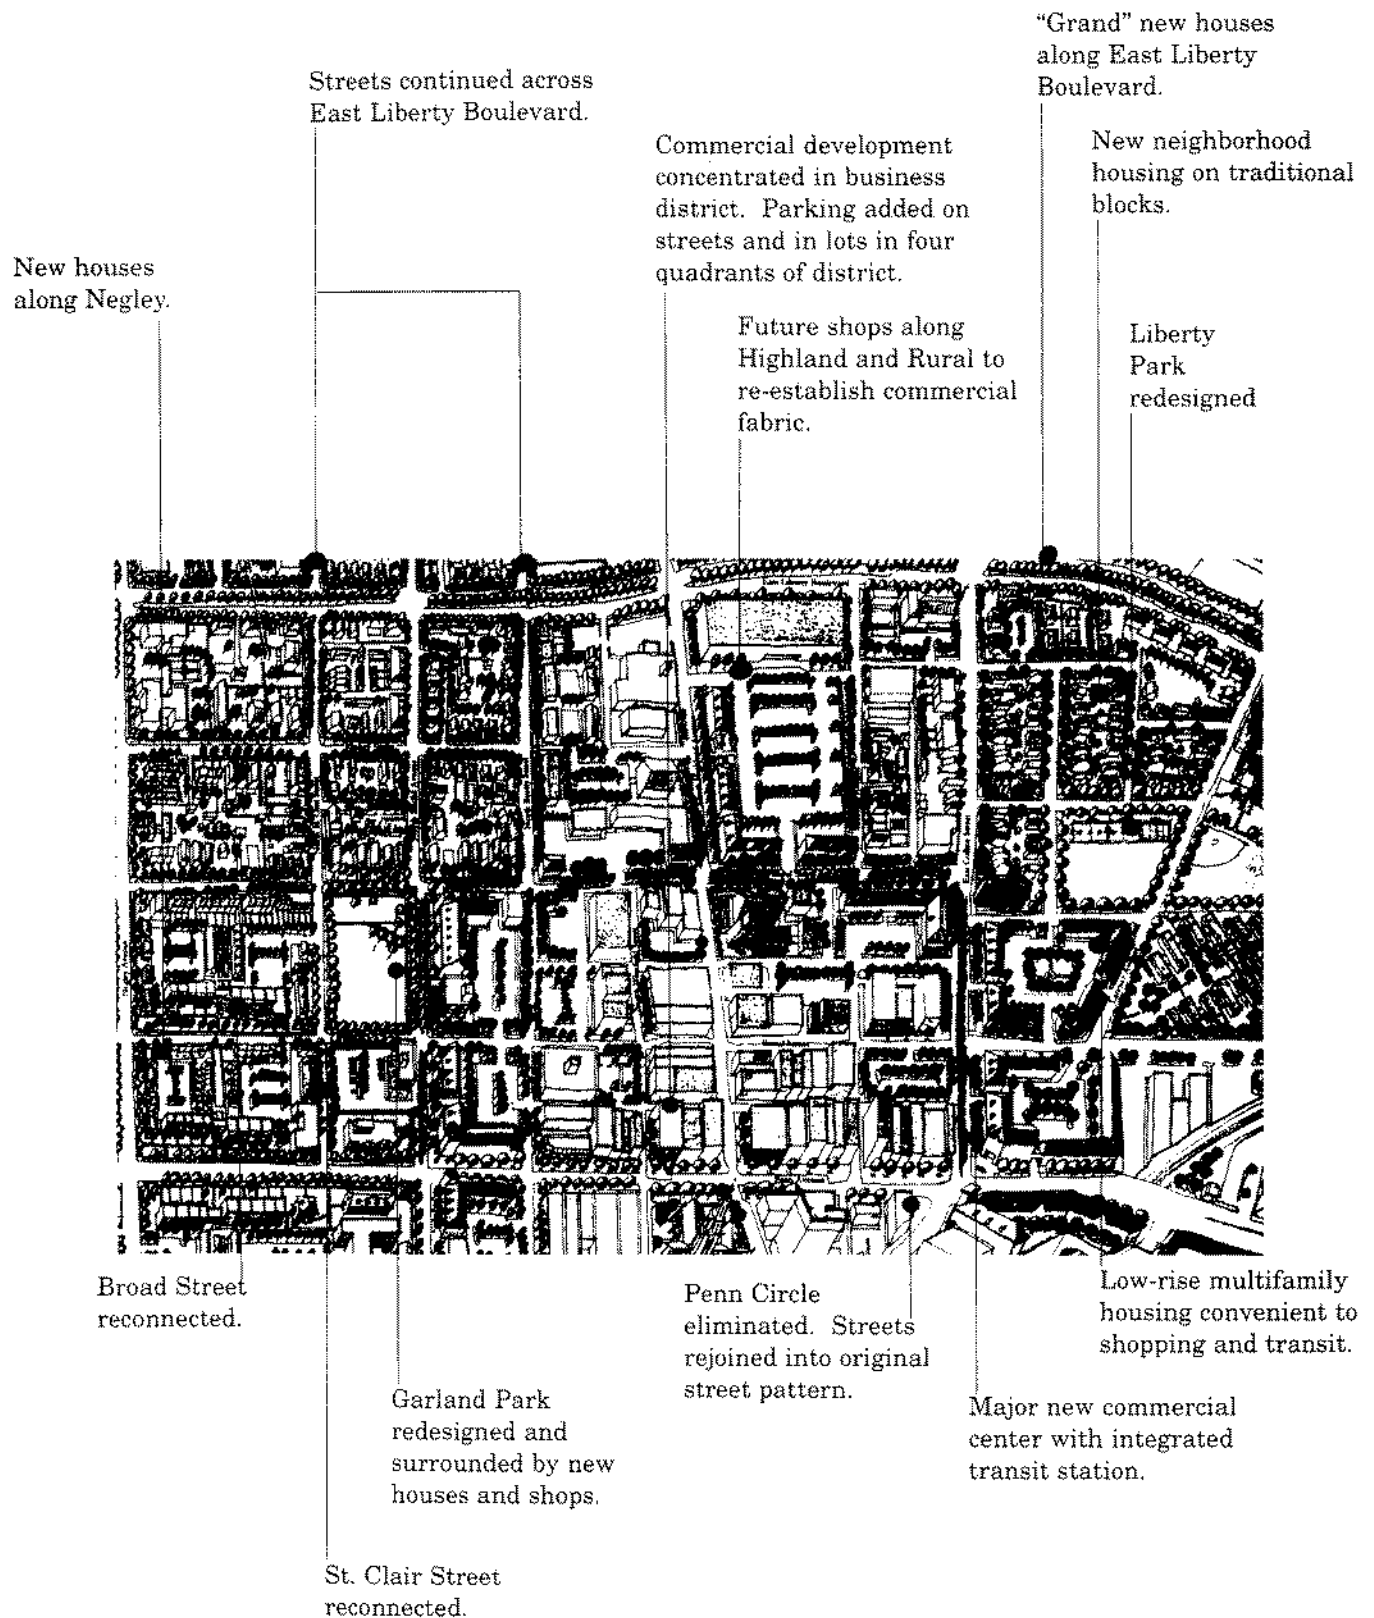 “Grand” new houses
along East Liberty
Boulevard.
Streets continued across
East Liberty Boulevard.
Commercial development
concentrated in business
district. Parking added on
streets and in lots in four
quadrants of district.
New neighborhood
housing on traditional
blocks.
New houses
along Negley.
Future shops along
Highland and Rural to
re-establish commercial
fabric.
Liberty
Park
redesigned
East Liberty Boulevard
Broad Street
reconnected.
Penn Circle
eliminated. Streets
rejoined into original
street pattern.
Low-rise multifamily
housing convenient to
shopping and transit.
Garland Park
redesigned and
surrounded by new
houses and shops.
Major new commercial
center with integrated
transit station.
St. Clair Street
reconnected.